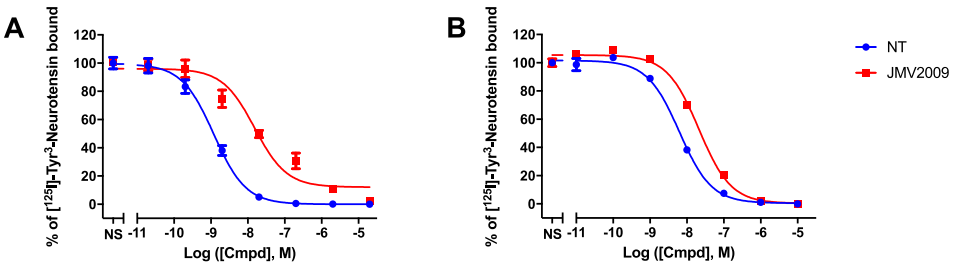 A
% of [¹²⁵I]-Tyr³-Neurotensin bound
120
100
80
60
40
20
0
NS
-11
-10
-9
-8
-7
-6
-5
Log ([Cmpd], M)
B
% of [¹²⁵I]-Tyr³-Neurotensin bound
120
100
80
60
40
20
0
NS
-11
-10
-9
-8
-7
-6
-5
Log ([Cmpd], M)
NT
JMV2009